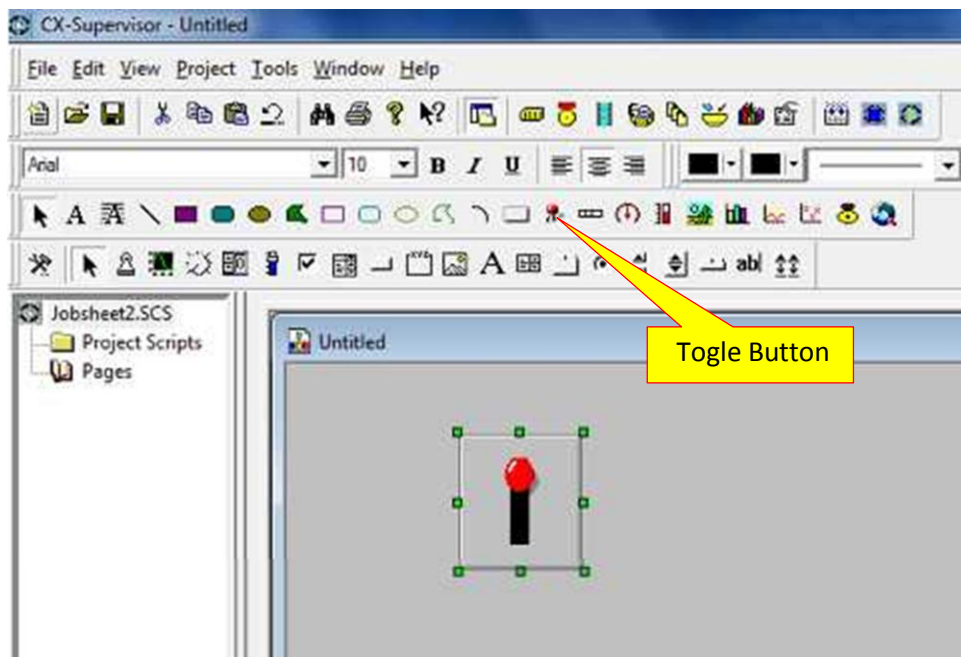 CX-Supervisor - Untitled
File Edit View Project Tools Window Help
Arial 10 B I U
A A
A ab|
Jobsheet2.SCS
Project Scripts
Pages
Untitled
Togle Button